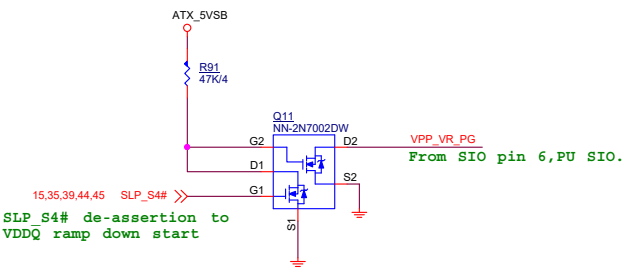 ATX_5VSB
R91
47K/4
Q11
NN-2N7002DW
G2
D2
VPP_VR_PG
From SIO pin 6,PU SIO.
D1
S2
15,35,39,44,45 SLP_S4#
G1
SLP_S4# de-assertion to
VDDQ ramp down start
S1